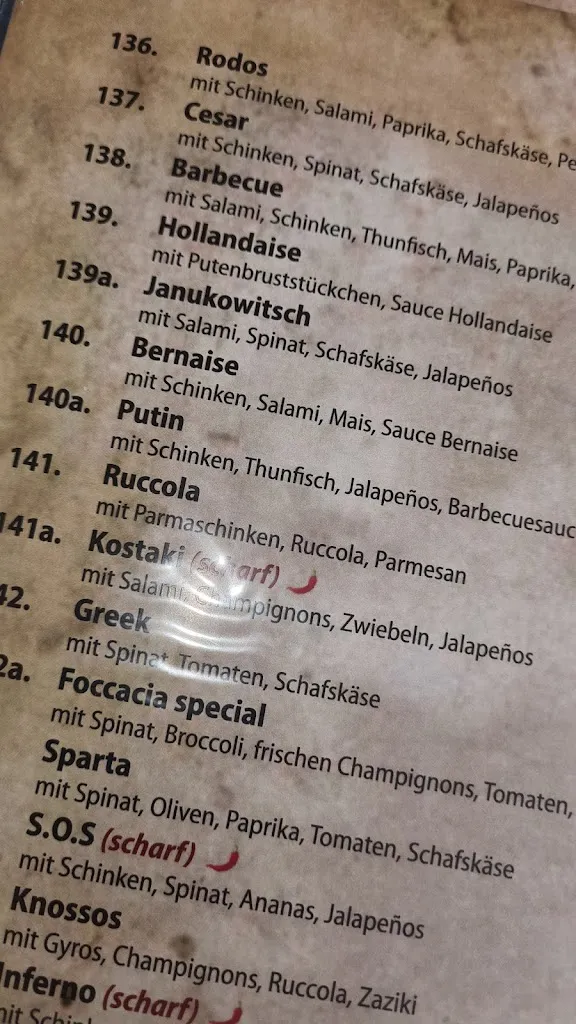 136. Rodos
mit Schinken, Salami, Paprika, Schafskäse,
137. Cesar
mit Schinken, Spinat, Schafskäse, Jalapeños
138. Barbecue
mit Salami, Schinken, Thunfisch, Mais, Paprika,
139. Hollandaise
mit Putenbruststückchen, Sauce Hollandaise
139a. Janukowitsch
mit Salami, Spinat, Schafskäse, Jalapeños
140. Bernaise
mit Schinken, Salami, Mais, Sauce Bernaise
140a. Putin
mit Schinken, Thunfisch, Jalapeños, Barbecuesauc
141. Ruccola
mit Parmaschinken, Ruccola, Parmesan
141a. Kostaki (scharf)
mit Salami, Champignons, Zwiebeln, Jalapeños
42. Greek
mit Spinat, Tomaten, Schafskäse
2a. Foccacia special
mit Spinat, Broccoli, frischen Champignons, Tomaten,
Sparta
mit Spinat, Oliven, Paprika, Tomaten, Schafskäse
S.O.S (scharf)
mit Schinken, Spinat, Ananas, Jalapeños
Knossos
mit Gyros, Champignons, Ruccola, Zaziki
Inferno (scharf)